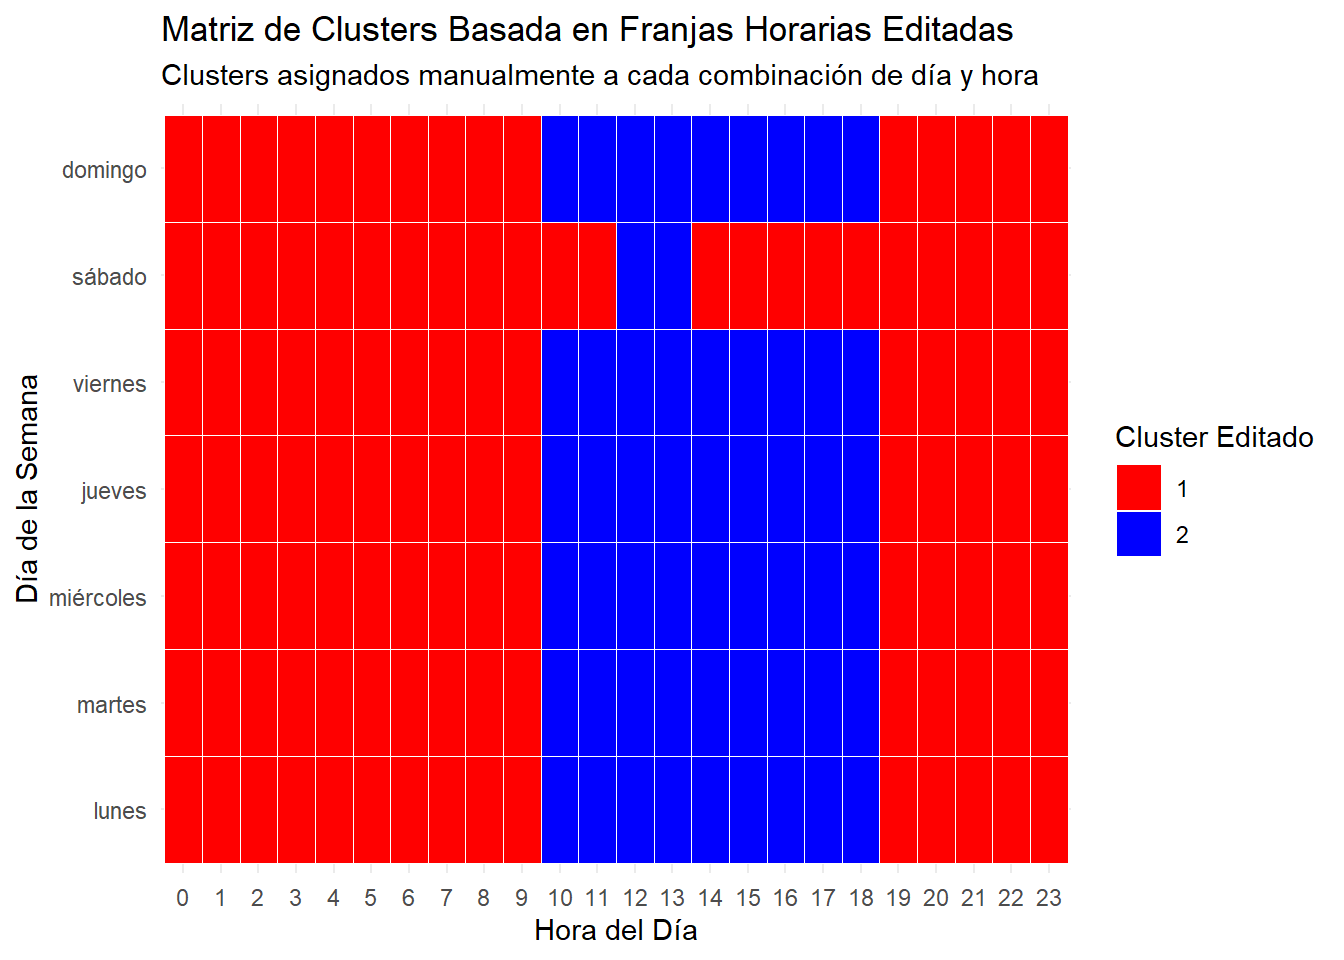 Matriz de Clusters Basada en Franjas Horarias Editadas
Clusters asignados manualmente a cada combinación de día y hora
Día de la Semana
domingo
sábado
viernes
jueves
miércoles
martes
lunes
0 1 2 3 4 5 6 7 8 9 10 11 12 13 14 15 16 17 18 19 20 21 22 23
Hora del Día
Cluster Editado
1
2